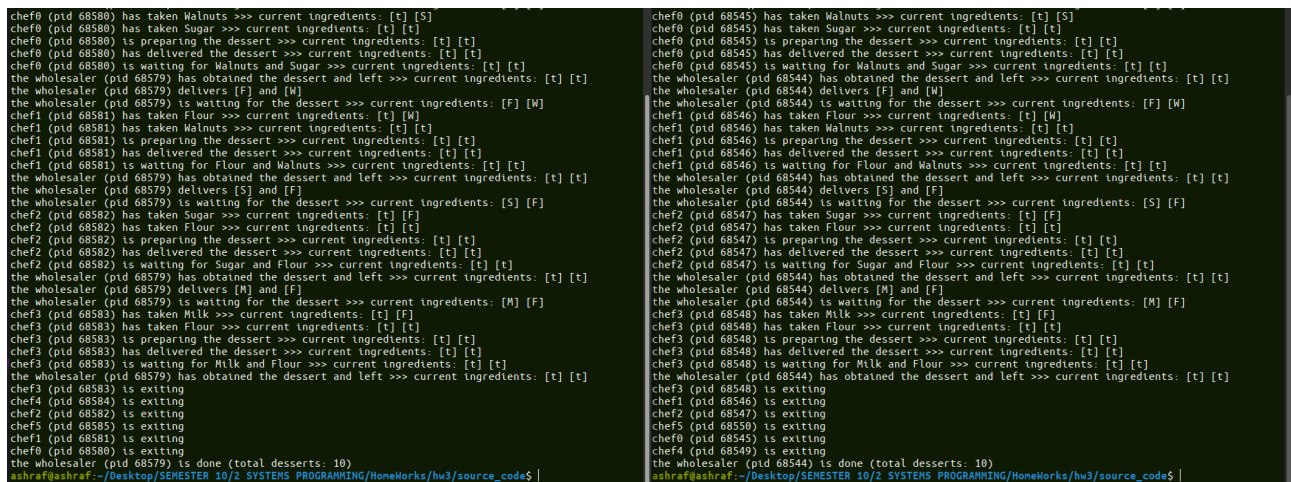 chef0 (pid 68580) has taken Walnuts >>> current ingredients: [t] [S]
chef0 (pid 68580) has taken Sugar >>> current ingredients: [t] [t]
chef0 (pid 68580) is preparing the dessert >>> current ingredients: [t] [t]
chef0 (pid 68580) has delivered the dessert >>> current ingredients: [t] [t]
chef0 (pid 68580) is waiting for Walnuts and Sugar >>> current ingredients: [t] [t]
the wholesaler (pid 68579) has obtained the dessert and left >>> current ingredients: [t] [t]
the wholesaler (pid 68579) delivers [F] and [W]
the wholesaler (pid 68579) is waiting for the dessert >>> current ingredients: [F] [W]
chef1 (pid 68581) has taken Flour >>> current ingredients: [t] [W]
chef1 (pid 68581) has taken Walnuts >>> current ingredients: [t] [t]
chef1 (pid 68581) is preparing the dessert >>> current ingredients: [t] [t]
chef1 (pid 68581) has delivered the dessert >>> current ingredients: [t] [t]
chef1 (pid 68581) is waiting for Flour and Walnuts >>> current ingredients: [t] [t]
the wholesaler (pid 68579) has obtained the dessert and left >>> current ingredients: [t] [t]
the wholesaler (pid 68579) delivers [S] and [F]
the wholesaler (pid 68579) is waiting for the dessert >>> current ingredients: [S] [F]
chef2 (pid 68582) has taken Sugar >>> current ingredients: [t] [F]
chef2 (pid 68582) has taken Flour >>> current ingredients: [t] [t]
chef2 (pid 68582) is preparing the dessert >>> current ingredients: [t] [t]
chef2 (pid 68582) has delivered the dessert >>> current ingredients: [t] [t]
chef2 (pid 68582) is waiting for Sugar and Flour >>> current ingredients: [t] [t]
the wholesaler (pid 68579) has obtained the dessert and left >>> current ingredients: [t] [t]
the wholesaler (pid 68579) delivers [M] and [F]
the wholesaler (pid 68579) is waiting for the dessert >>> current ingredients: [M] [F]
chef3 (pid 68583) has taken Milk >>> current ingredients: [t] [F]
chef3 (pid 68583) has taken Flour >>> current ingredients: [t] [t]
chef3 (pid 68583) is preparing the dessert >>> current ingredients: [t] [t]
chef3 (pid 68583) has delivered the dessert >>> current ingredients: [t] [t]
chef3 (pid 68583) is waiting for Milk and Flour >>> current ingredients: [t] [t]
the wholesaler (pid 68579) has obtained the dessert and left >>> current ingredients: [t] [t]
chef3 (pid 68583) is exiting
chef4 (pid 68584) is exiting
chef2 (pid 68582) is exiting
chef5 (pid 68585) is exiting
chef1 (pid 68581) is exiting
chef0 (pid 68580) is exiting
the wholesaler (pid 68579) is done (total desserts: 10)
ashraf@ashraf:~/Desktop/SEMESTER 10/2 SYSTEMS PROGRAMMING/HomeWorks/hw3/source_code$
chef0 (pid 68545) has taken Walnuts >>> current ingredients: [t] [S]
chef0 (pid 68545) has taken Sugar >>> current ingredients: [t] [t]
chef0 (pid 68545) is preparing the dessert >>> current ingredients: [t] [t]
chef0 (pid 68545) has delivered the dessert >>> current ingredients: [t] [t]
chef0 (pid 68545) is waiting for Walnuts and Sugar >>> current ingredients: [t] [t]
the wholesaler (pid 68544) has obtained the dessert and left >>> current ingredients: [t] [t]
the wholesaler (pid 68544) delivers [F] and [W]
the wholesaler (pid 68544) is waiting for the dessert >>> current ingredients: [F] [W]
chef1 (pid 68546) has taken Flour >>> current ingredients: [t] [W]
chef1 (pid 68546) has taken Walnuts >>> current ingredients: [t] [t]
chef1 (pid 68546) is preparing the dessert >>> current ingredients: [t] [t]
chef1 (pid 68546) has delivered the dessert >>> current ingredients: [t] [t]
chef1 (pid 68546) is waiting for Flour and Walnuts >>> current ingredients: [t] [t]
the wholesaler (pid 68544) has obtained the dessert and left >>> current ingredients: [t] [t]
the wholesaler (pid 68544) delivers [S] and [F]
the wholesaler (pid 68544) is waiting for the dessert >>> current ingredients: [S] [F]
chef2 (pid 68547) has taken Sugar >>> current ingredients: [t] [F]
chef2 (pid 68547) has taken Flour >>> current ingredients: [t] [t]
chef2 (pid 68547) is preparing the dessert >>> current ingredients: [t] [t]
chef2 (pid 68547) has delivered the dessert >>> current ingredients: [t] [t]
chef2 (pid 68547) is waiting for Sugar and Flour >>> current ingredients: [t] [t]
the wholesaler (pid 68544) has obtained the dessert and left >>> current ingredients: [t] [t]
the wholesaler (pid 68544) delivers [M] and [F]
the wholesaler (pid 68544) is waiting for the dessert >>> current ingredients: [M] [F]
chef3 (pid 68548) has taken Milk >>> current ingredients: [t] [F]
chef3 (pid 68548) has taken Flour >>> current ingredients: [t] [t]
chef3 (pid 68548) is preparing the dessert >>> current ingredients: [t] [t]
chef3 (pid 68548) has delivered the dessert >>> current ingredients: [t] [t]
chef3 (pid 68548) is waiting for Milk and Flour >>> current ingredients: [t] [t]
the wholesaler (pid 68544) has obtained the dessert and left >>> current ingredients: [t] [t]
chef3 (pid 68548) is exiting
chef1 (pid 68546) is exiting
chef2 (pid 68547) is exiting
chef5 (pid 68550) is exiting
chef0 (pid 68545) is exiting
chef4 (pid 68549) is exiting
the wholesaler (pid 68544) is done (total desserts: 10)
ashraf@ashraf:~/Desktop/SEMESTER 10/2 SYSTEMS PROGRAMMING/HomeWorks/hw3/source_code$